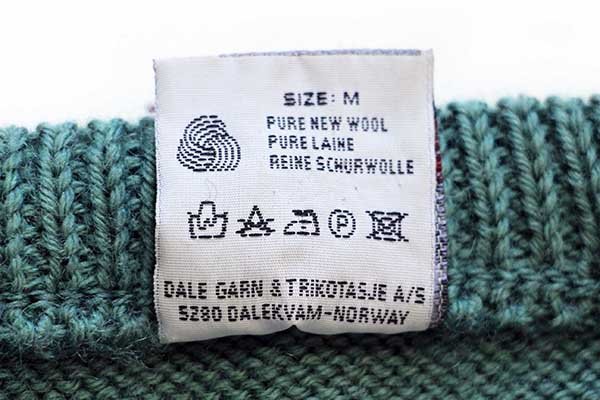 SIZE: M
PURE NEW WOOL
PURE LAINE
REINE SCHURWOLLE
P
DALE GARN & TRIKOTASJE A/S
5280 DALEKVAM-NORWAY